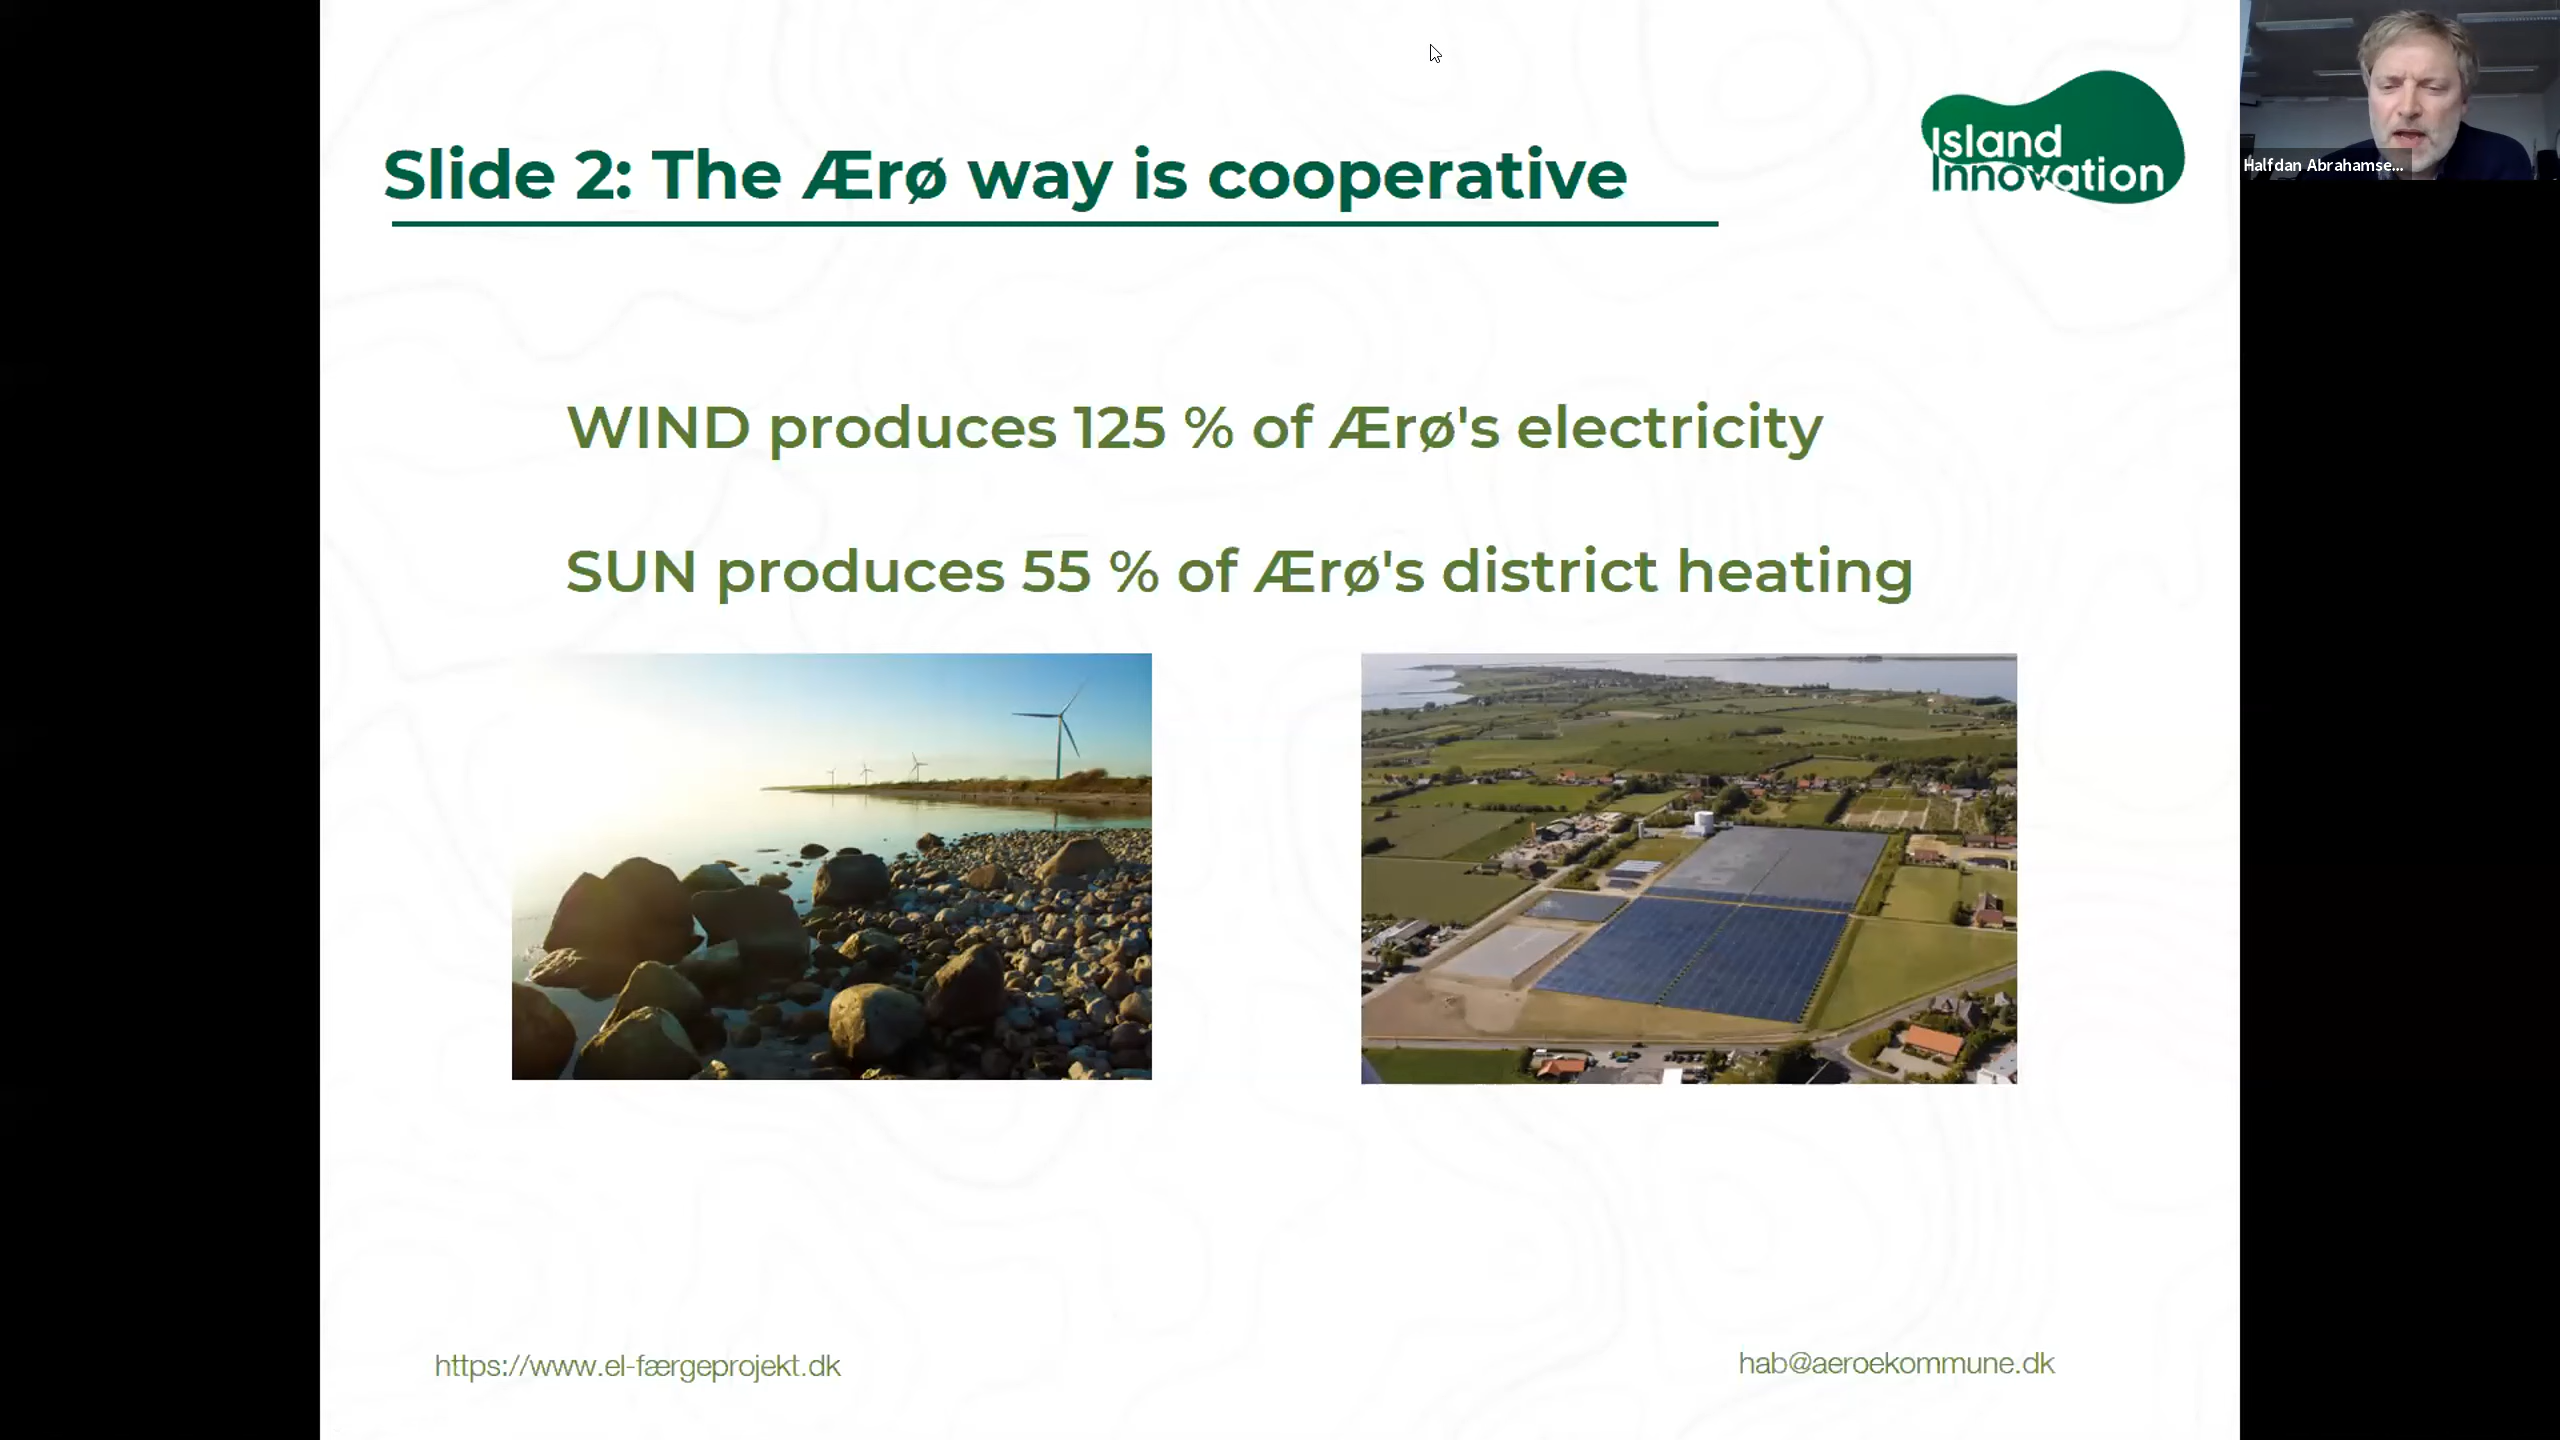 Slide 2: The Ærø way is cooperative
Island
Innovation
Halfdan Abrahamse...
WIND produces 125 % of Ærø's electricity
SUN produces 55 % of Ærø's district heating
https://www.el-færgeprojekt.dk
hab@aeroekommune.dk